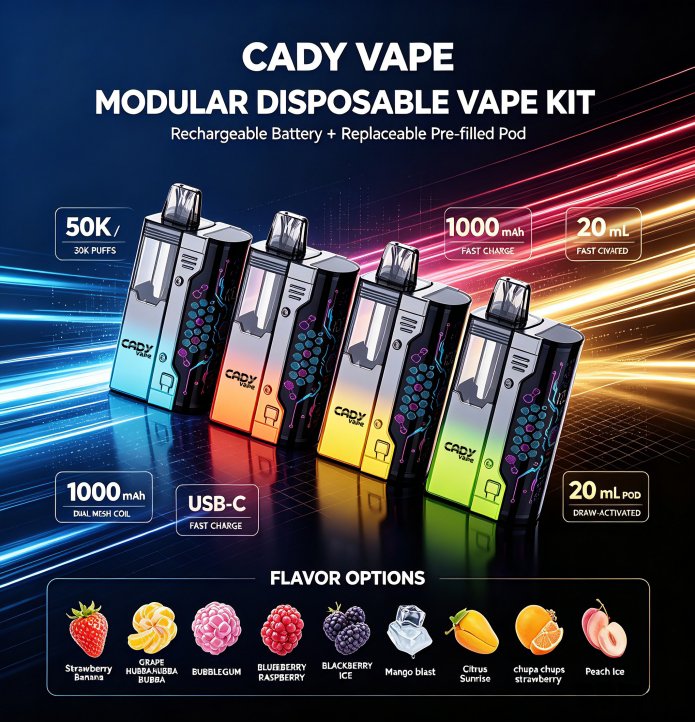 CADY VAPE
MODULAR DISPOSABLE VAPE KIT
Rechargeable Battery + Replaceable Pre-filled Pod
50K/
30K PUFFS
1000 mAh
FAST CHARGE
20 mL
FAST CIVATED
CADY
VAPE
CADY
VAPE
CADY
VAPE
CADY
VAPE
1000 mAh
DUAL MESH COIL
USB-C
FAST CHARGE
20 mL POD
DRAW-ACTIVATED
FLAVOR OPTIONS
Strawberry
Banana
GRAPE
HUBBA.HUBBA
BUBBA
BUBBLEGUM
BLUEBERRY
RASPBERRY
BLACKBERRY
ICE
Mango blast
Citrus
Sunrise
chupa chups
strawberry
Peach Ice